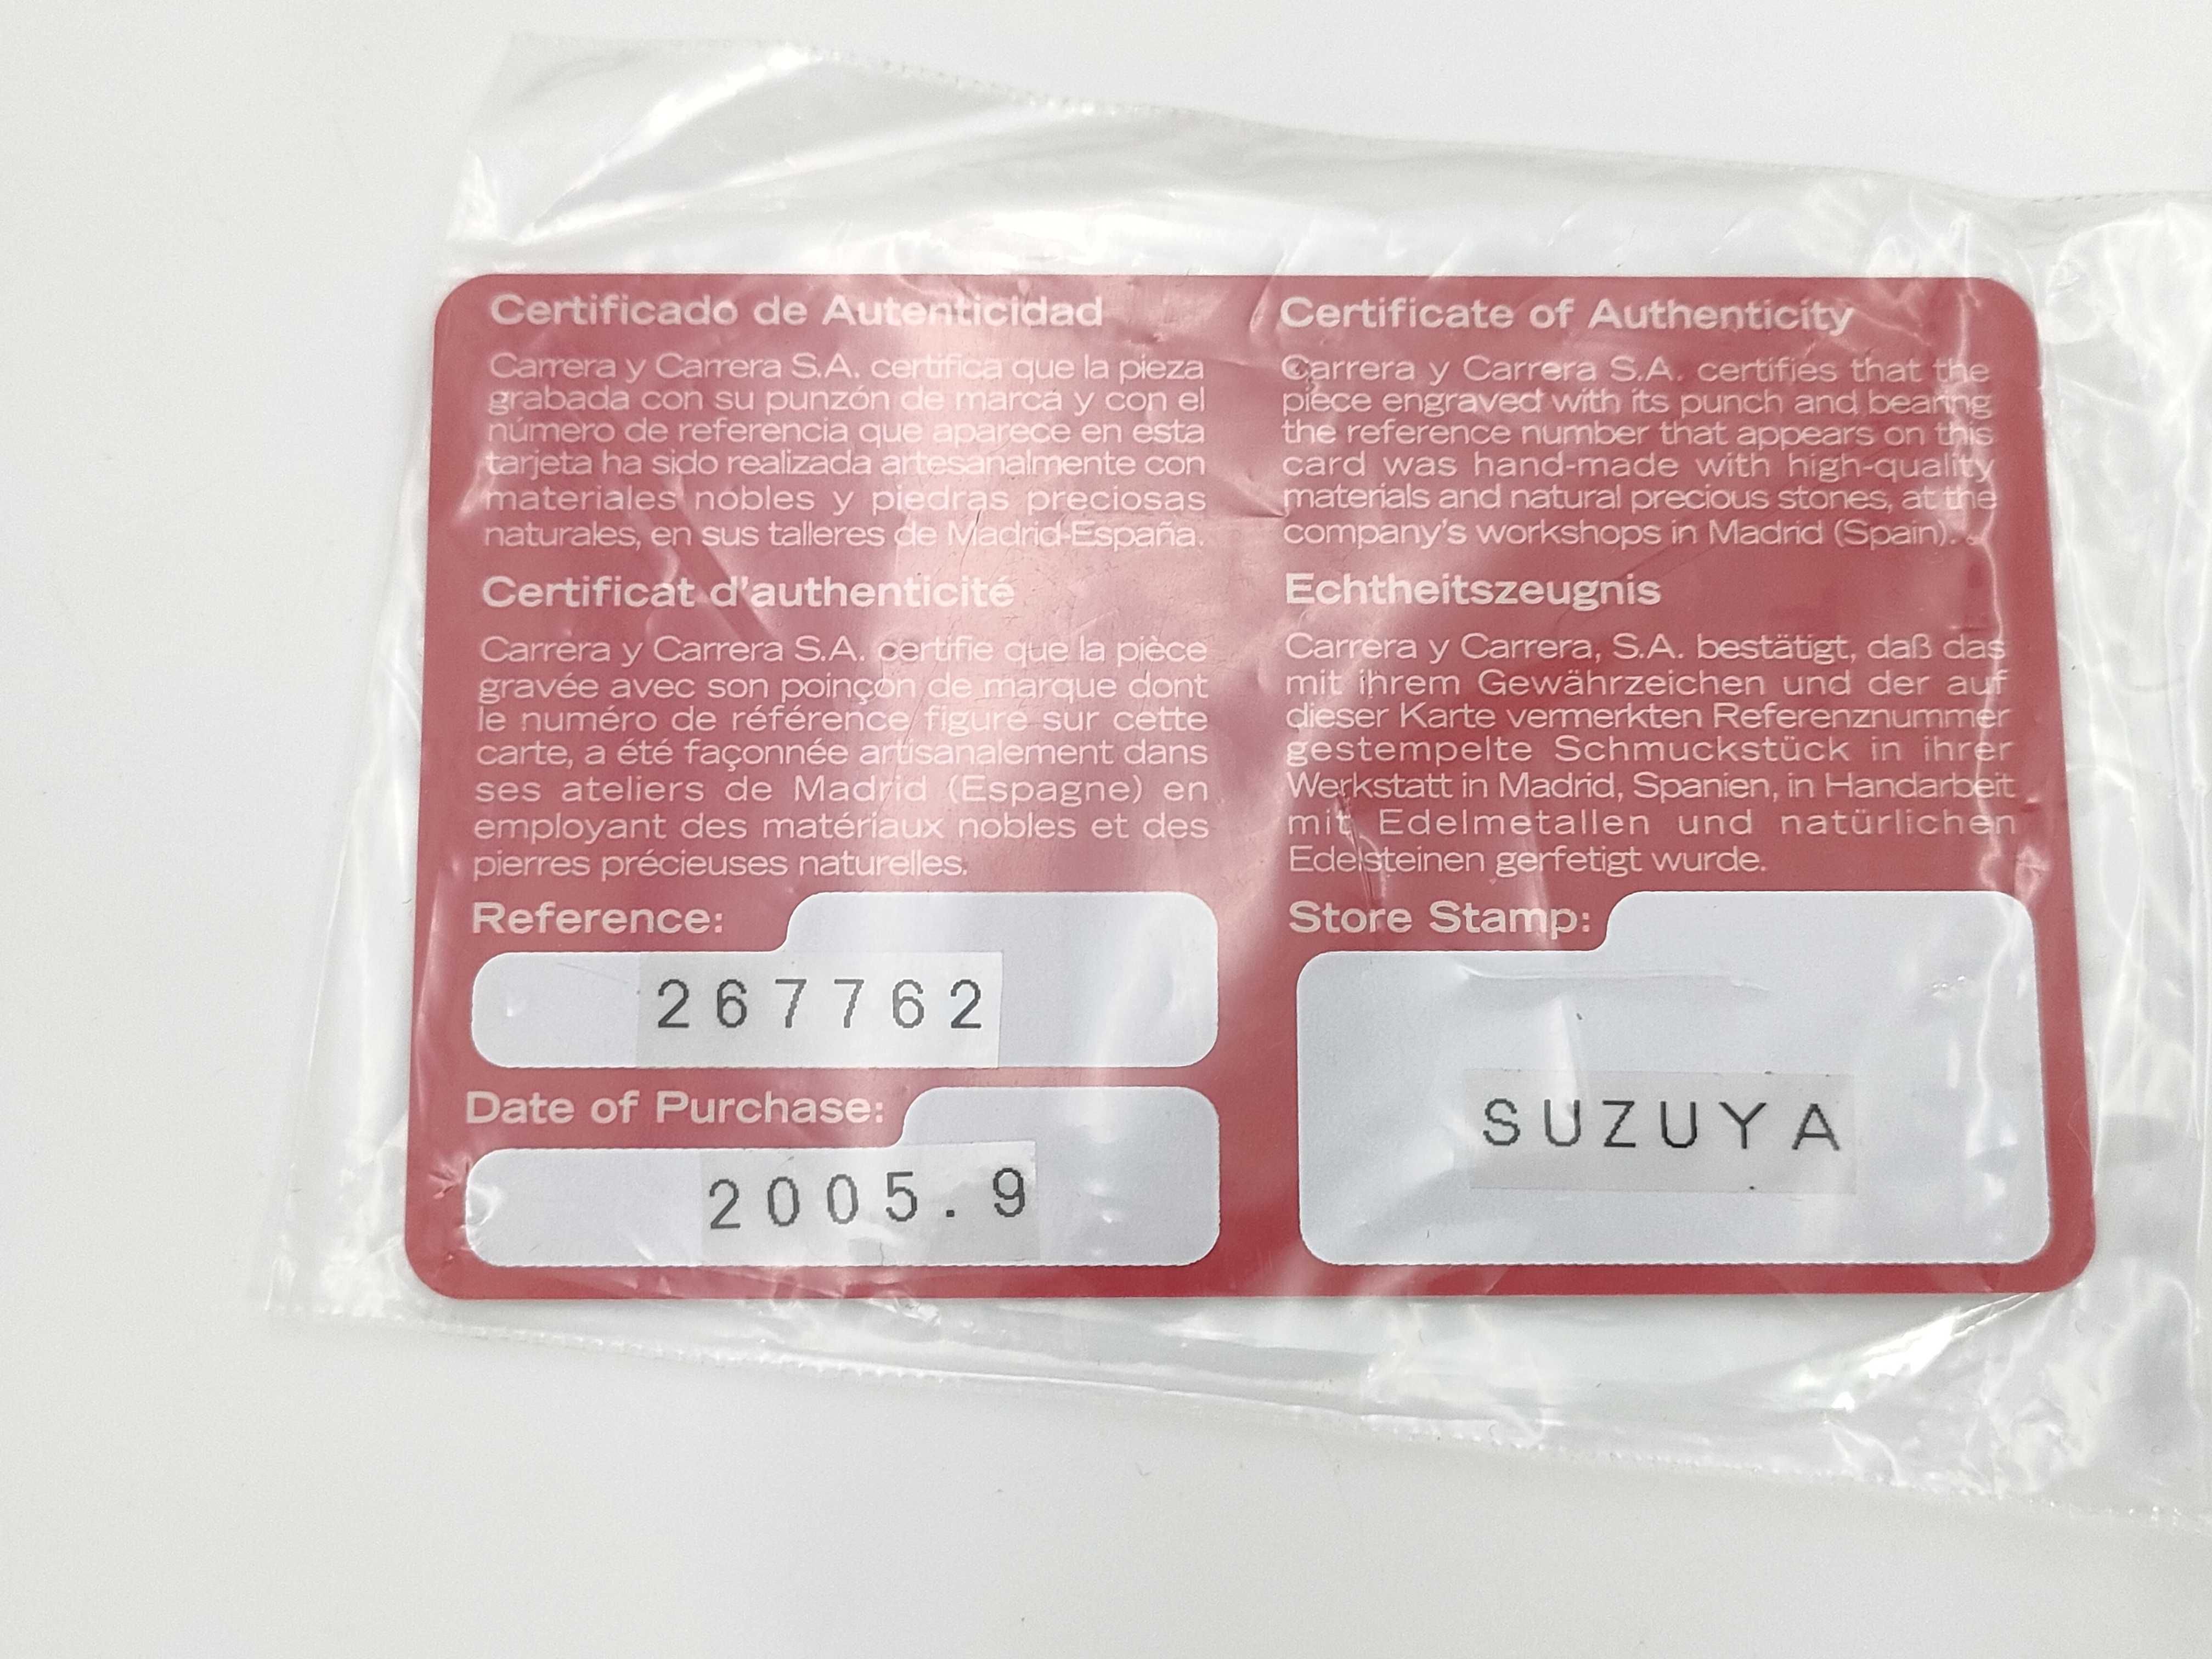 Certificado de Autenticidad
Carrera y Carrera S.A. certifica que la pieza
grabada con su punzón de marca y con el
número de referencia que aparece en esta
tarjeta ha sido realizada artesanalmente con
materiales nobles y piedras preciosas
naturales, en sus talleres de Madrid-España.
Certificate of Authenticity
Carrera y Carrera S.A. certifies that the
piece engraved with its punch and bearing
the reference number that appears on this
card was hand-made with high-quality
materials and natural precious stones, at the
company's workshops in Madrid (Spain).
Certificat d'authenticité
Carrera y Carrera S.A. certifie que la pièce
gravée avec son poinçon de marque dont
le numéro de référence figure sur cette
carte, a été façonnée artisanalement dans
ses ateliers de Madrid (Espagne) en
employant des matériaux nobles et des
pierres précieuses naturelles.
Echtheitszeugnis
Carrera y Carrera, S.A. bestätigt, daß das
mit ihrem Gewährzeichen und der auf
dieser Karte vermerkten Referenznummer
gestempelte Schmuckstück in ihrer
Werkstatt in Madrid, Spanien, in Handarbeit
mit Edelmetallen und natürlichen
Edelsteinen gerfetigt wurde.
Reference:
267762
Date of Purchase:
2005.9
Store Stamp:
SUZUYA